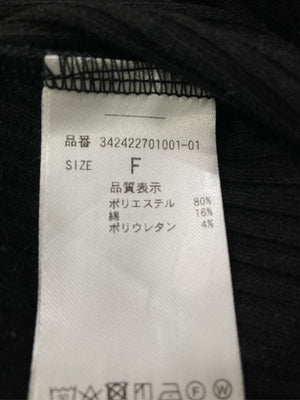 品番 342422701001-01
SIZE F
品質表示
ポリエステル 80%
綿 16%
ポリウレタン 4%